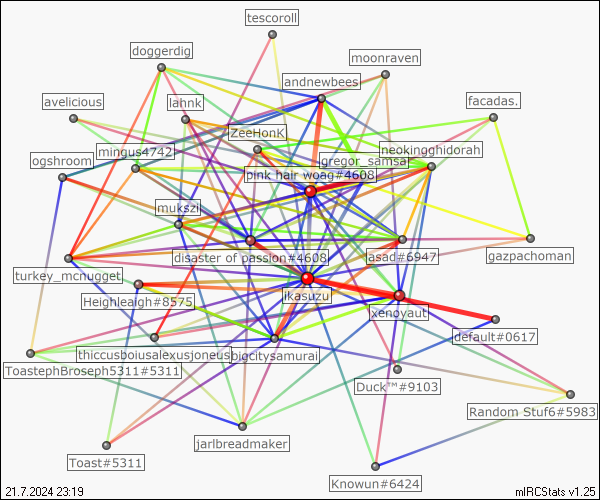 tescoroll
doggerdig
moonraven
andnewbees
avelicious
lahnk
facadas.
ZeeHonK
mingus4742
gregor_samsa
neokingghidorah
ogshroom
pink hair woag#4608
mukszi
disaster of passion#4608
asad#6947
gazpachoman
turkey_mcnugget
Heighleaigh#8575
ikasuzu
xenoyaut
default#0617
thiccusboiusalexusjoneus
bigcitysamurai
ToastephBroseph5311#5311
Duck™#9103
Random Stuf6#5983
jarlbreadmaker
Toast#5311
Knowun#6424
21.7.2024 23:19
mIRCStats v1.25